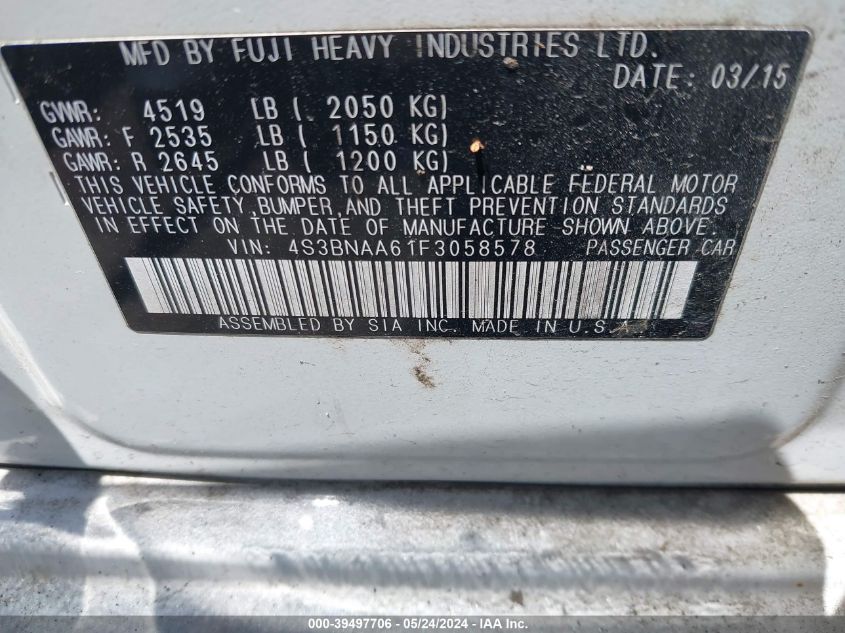 MFD BY FUJI HEAVY INDUSTRIES LTD.
DATE: 03/15
GVWR: 4519 LB ( 2050 KG)
GAWR: F 2535 LB ( 1150 KG)
GAWR: R 2645 LB ( 1200 KG)
THIS VEHICLE CONFORMS TO ALL APPLICABLE FEDERAL MOTOR
VEHICLE SAFETY,BUMPER,AND THEFT PREVENTION STANDARDS
IN EFFECT ON THE DATE OF MANUFACTURE SHOWN ABOVE.
VIN: 4S3BNAA61F3058578 PASSENGER CAR
ASSEMBLED BY SIA INC. MADE IN U.S.A.
000-39497706 - 05/24/2024 - IAA Inc.